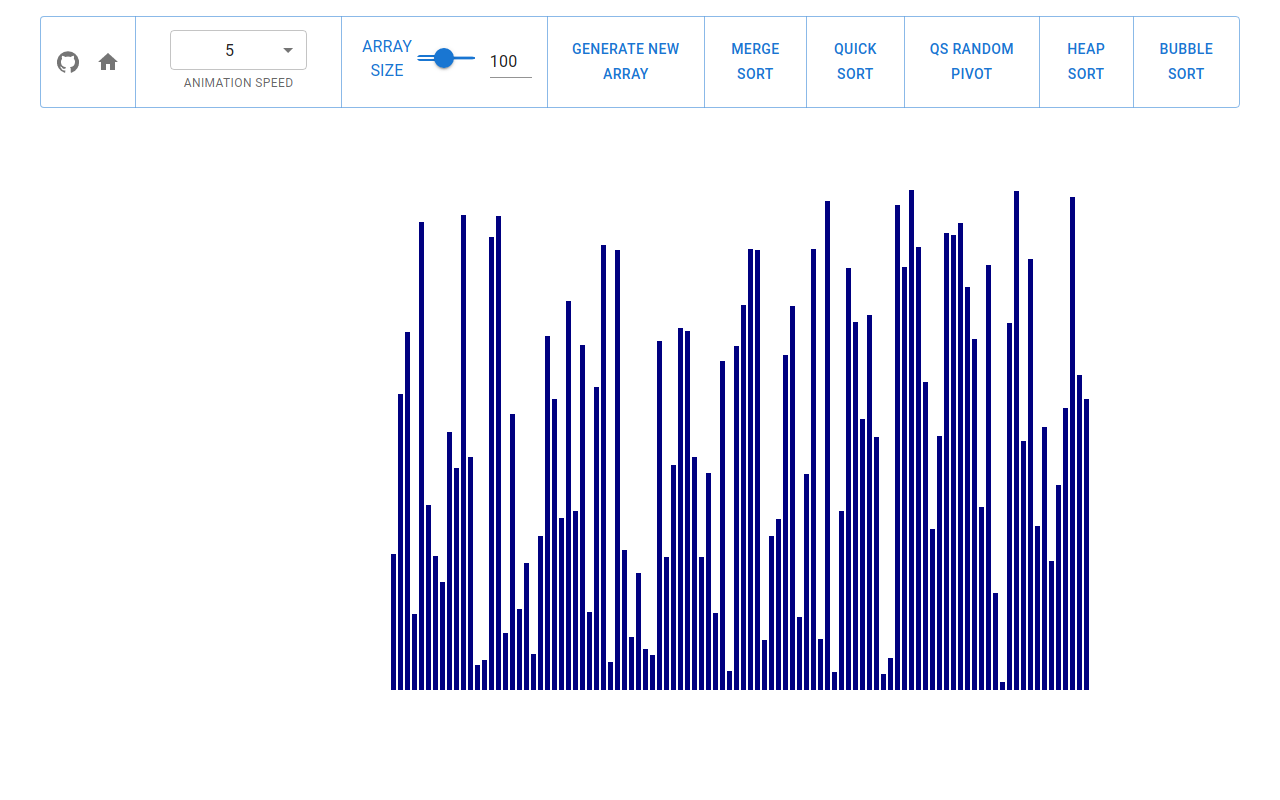 5
ANIMATION SPEED
ARRAY
SIZE
100
GENERATE NEW
ARRAY
MERGE
SORT
QUICK
SORT
QS RANDOM
PIVOT
HEAP
SORT
BUBBLE
SORT